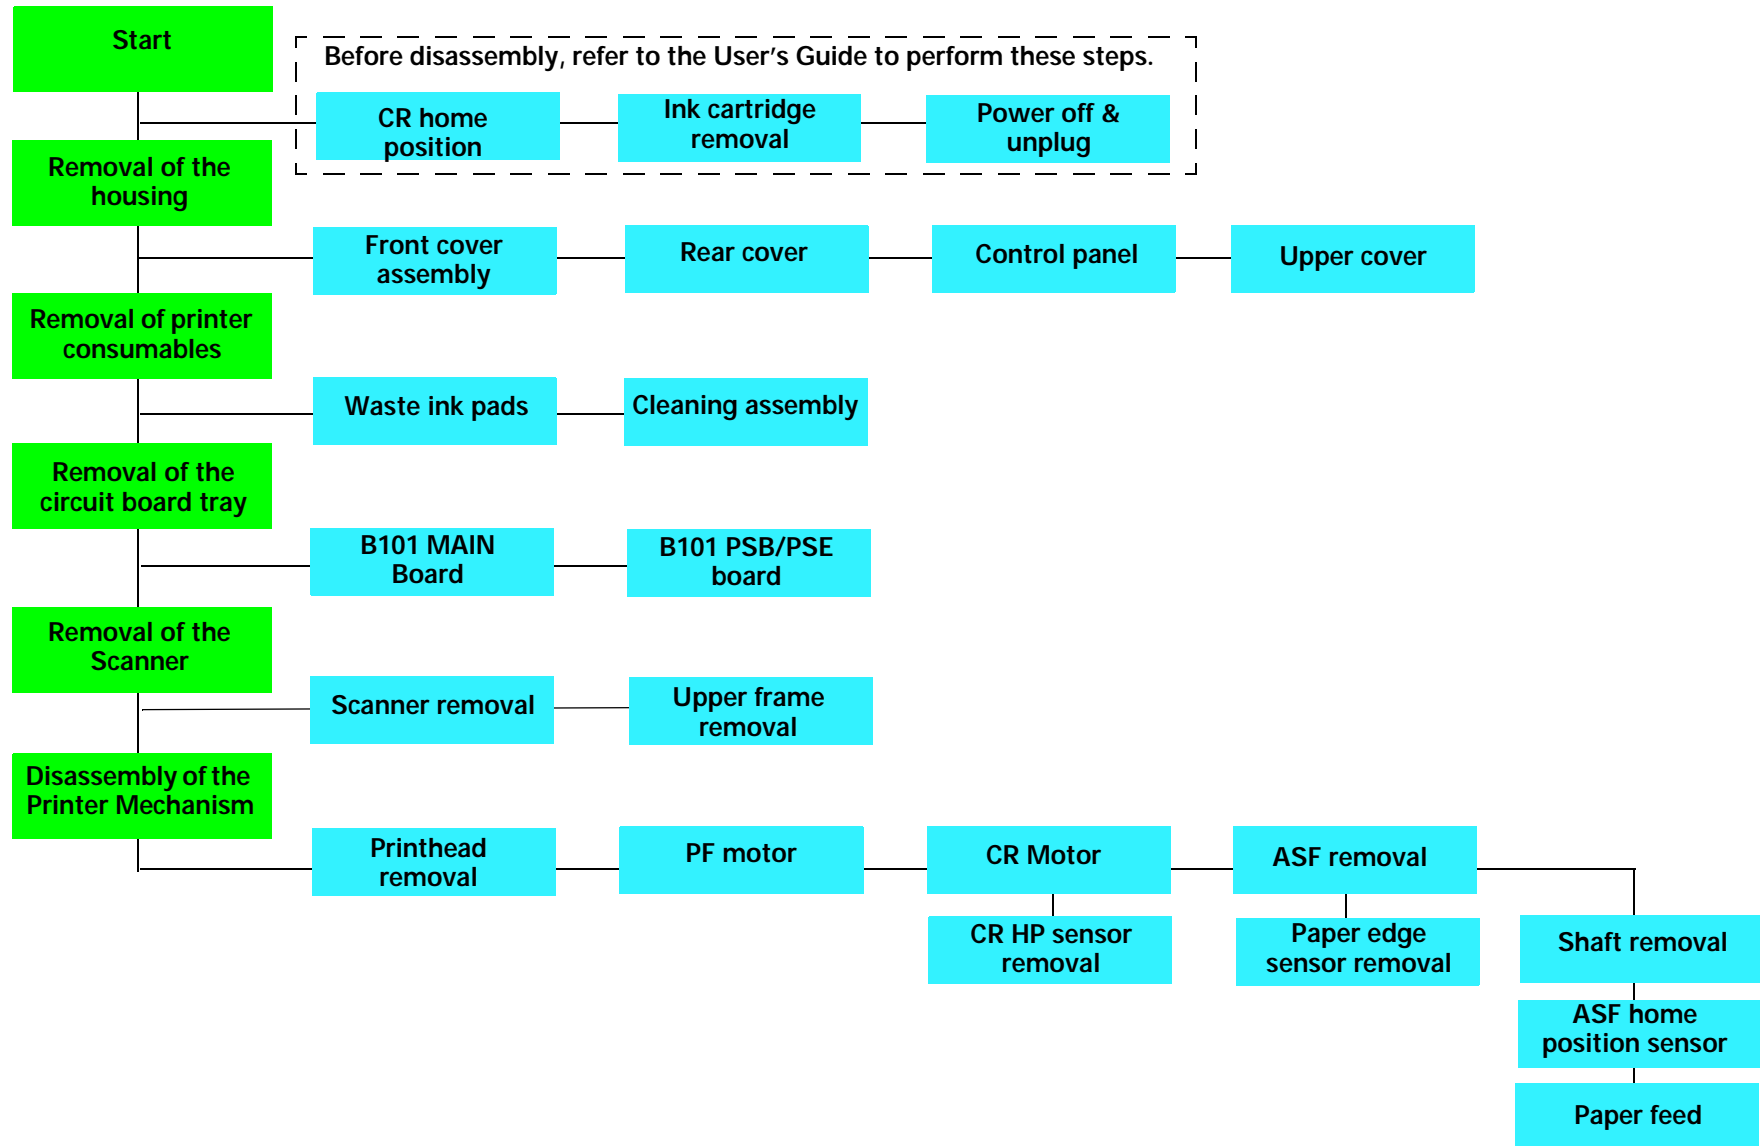 Start
Before disassembly, refer to the User's Guide to perform these steps.
CR home
position
Ink cartridge
removal
Power off &
unplug
Removal of the
housing
Front cover
assembly
Rear cover
Control panel
Upper cover
Removal of printer
consumables
Waste ink pads
Cleaning assembly
Removal of the
circuit board tray
B101 MAIN
Board
B101 PSB/PSE
board
Removal of the
Scanner
Scanner removal
Upper frame
removal
Disassembly of the
Printer Mechanism
Printhead
removal
PF motor
CR Motor
ASF removal
CR HP sensor
removal
Paper edge
sensor removal
Shaft removal
ASF home
position sensor
Paper feed